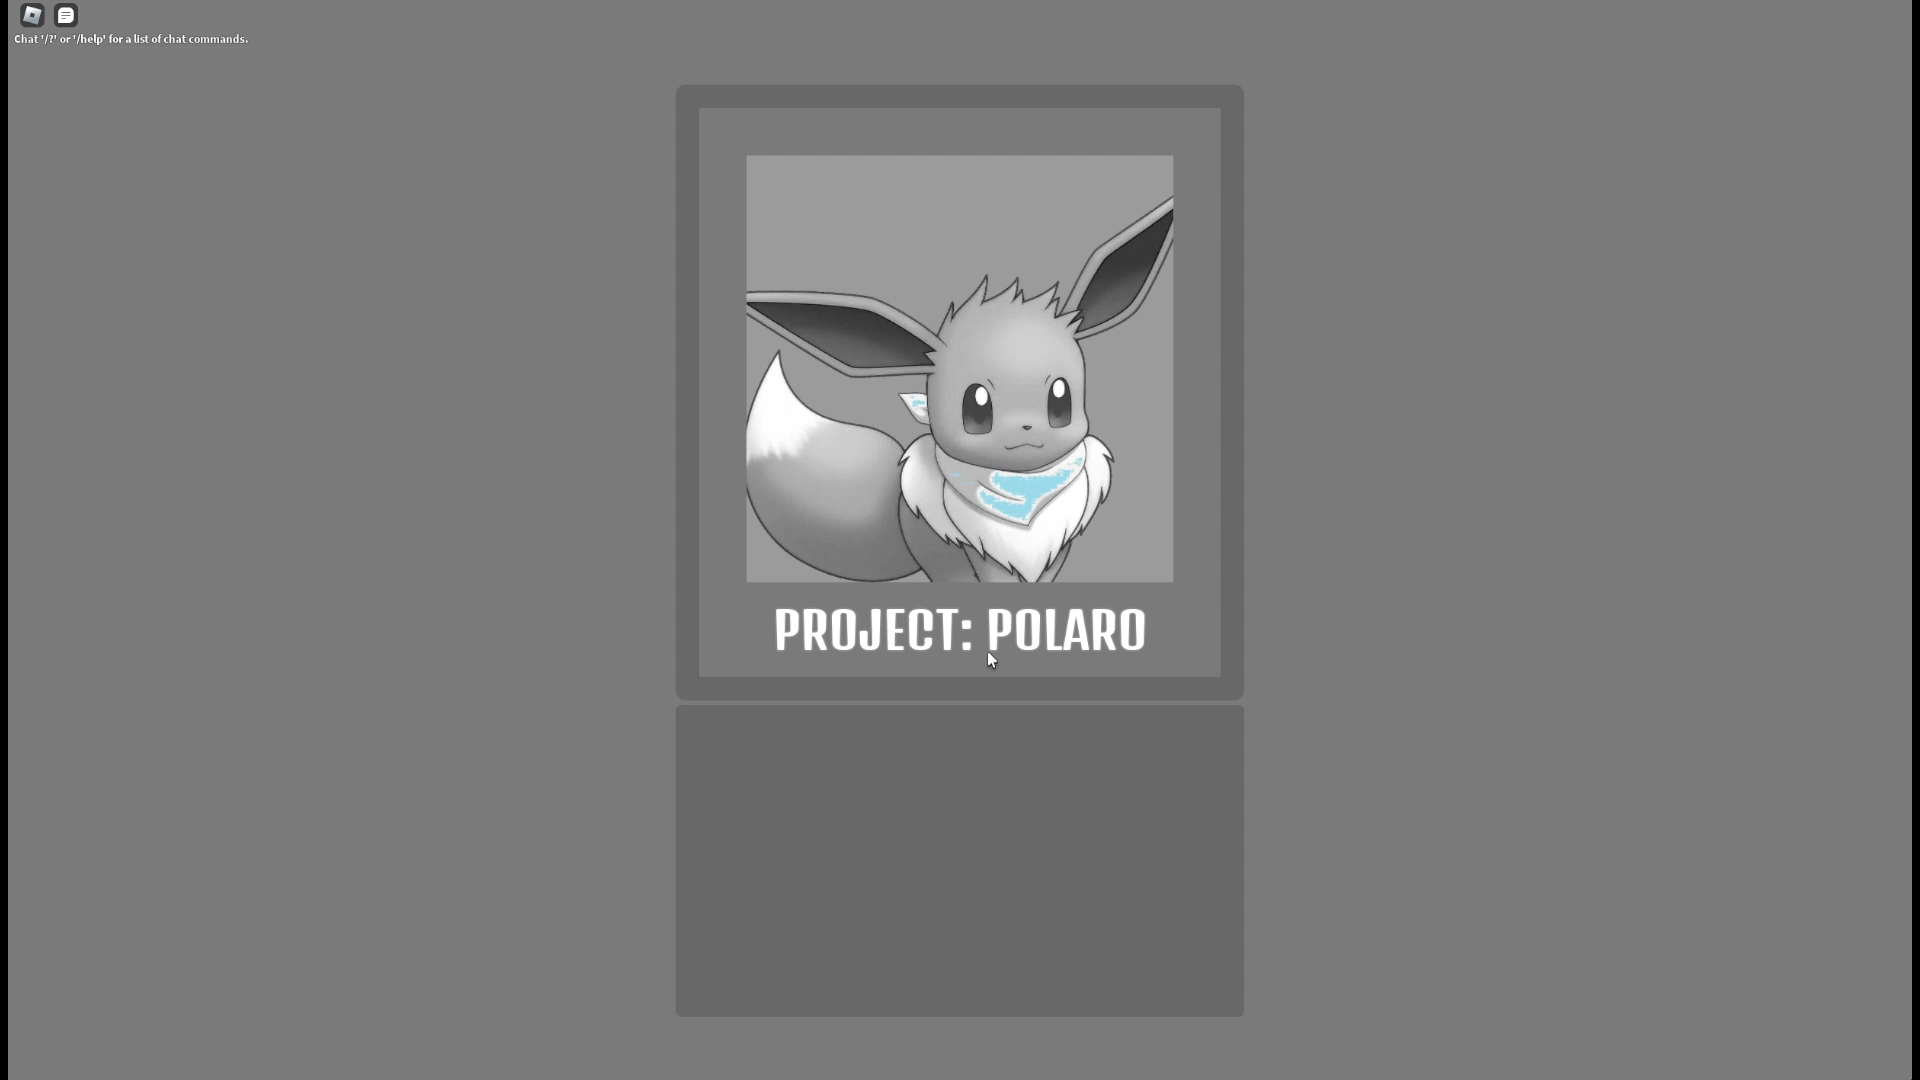 Chat '/?' or '/help' for a list of chat commands.
PROJECT: POLARO